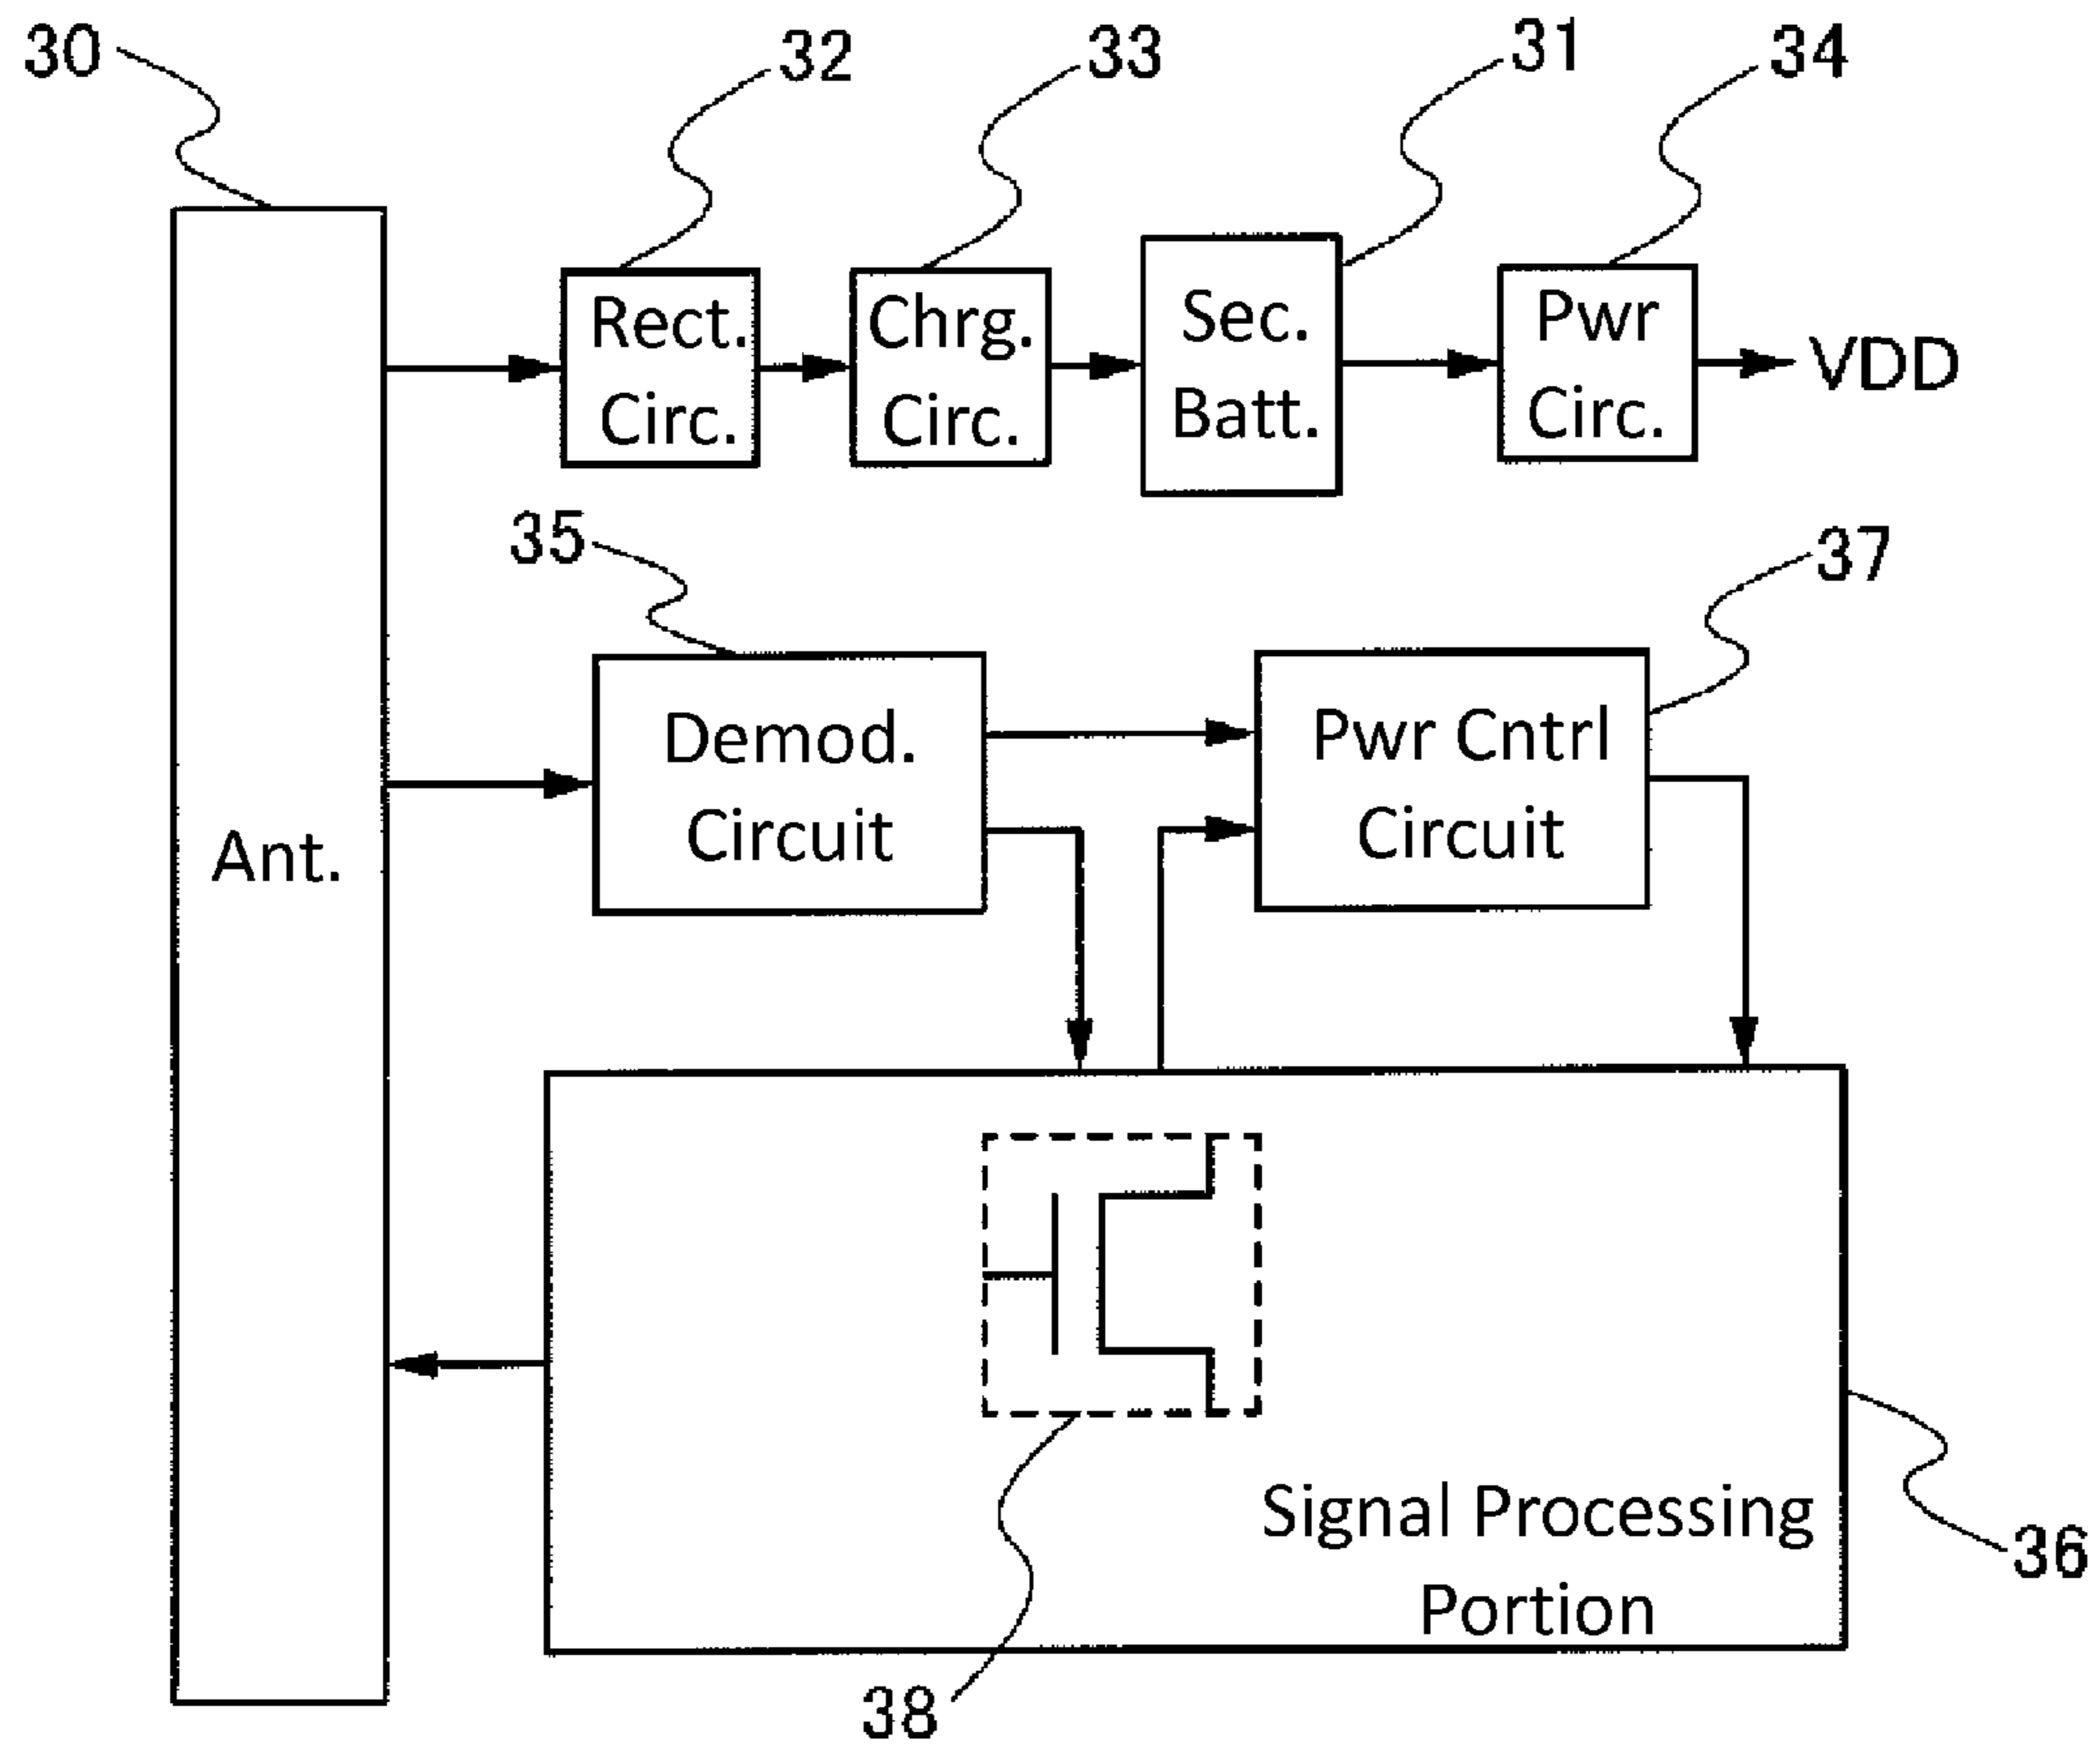 30
32
33
31
34
Rect.
Circ.
Chrg.
Circ.
Sec.
Batt.
Pwr
Circ.
VDD
35
37
Demod.
Circuit
Pwr Cntrl
Circuit
Ant.
Signal Processing
Portion
36
38